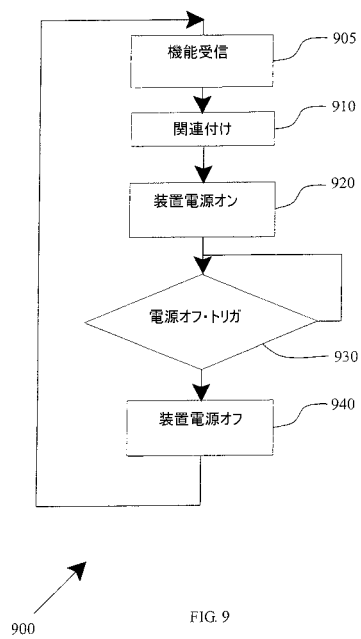 機能受信
905
関連付け
910
装置電源オン
920
電源オフ・トリガ
930
装置電源オフ
940
900
FIG. 9